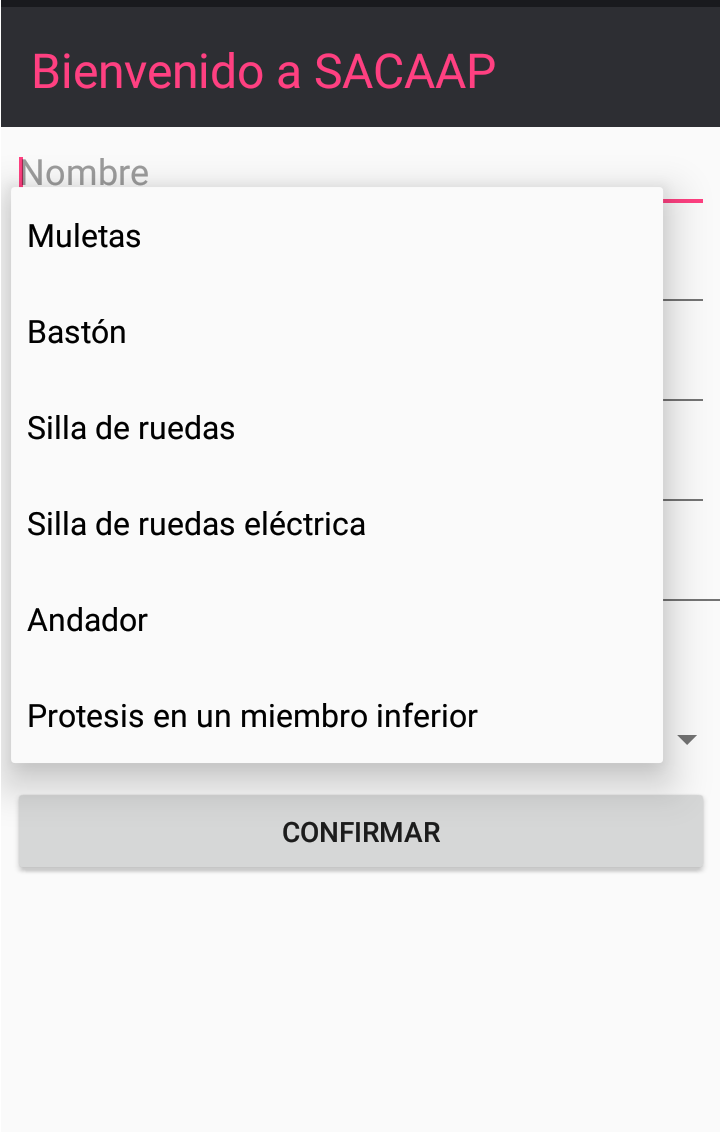 Bienvenido a SACAAP
Nombre
Muletas
Bastón
Silla de ruedas
Silla de ruedas eléctrica
Andador
Protesis en un miembro inferior
CONFIRMAR